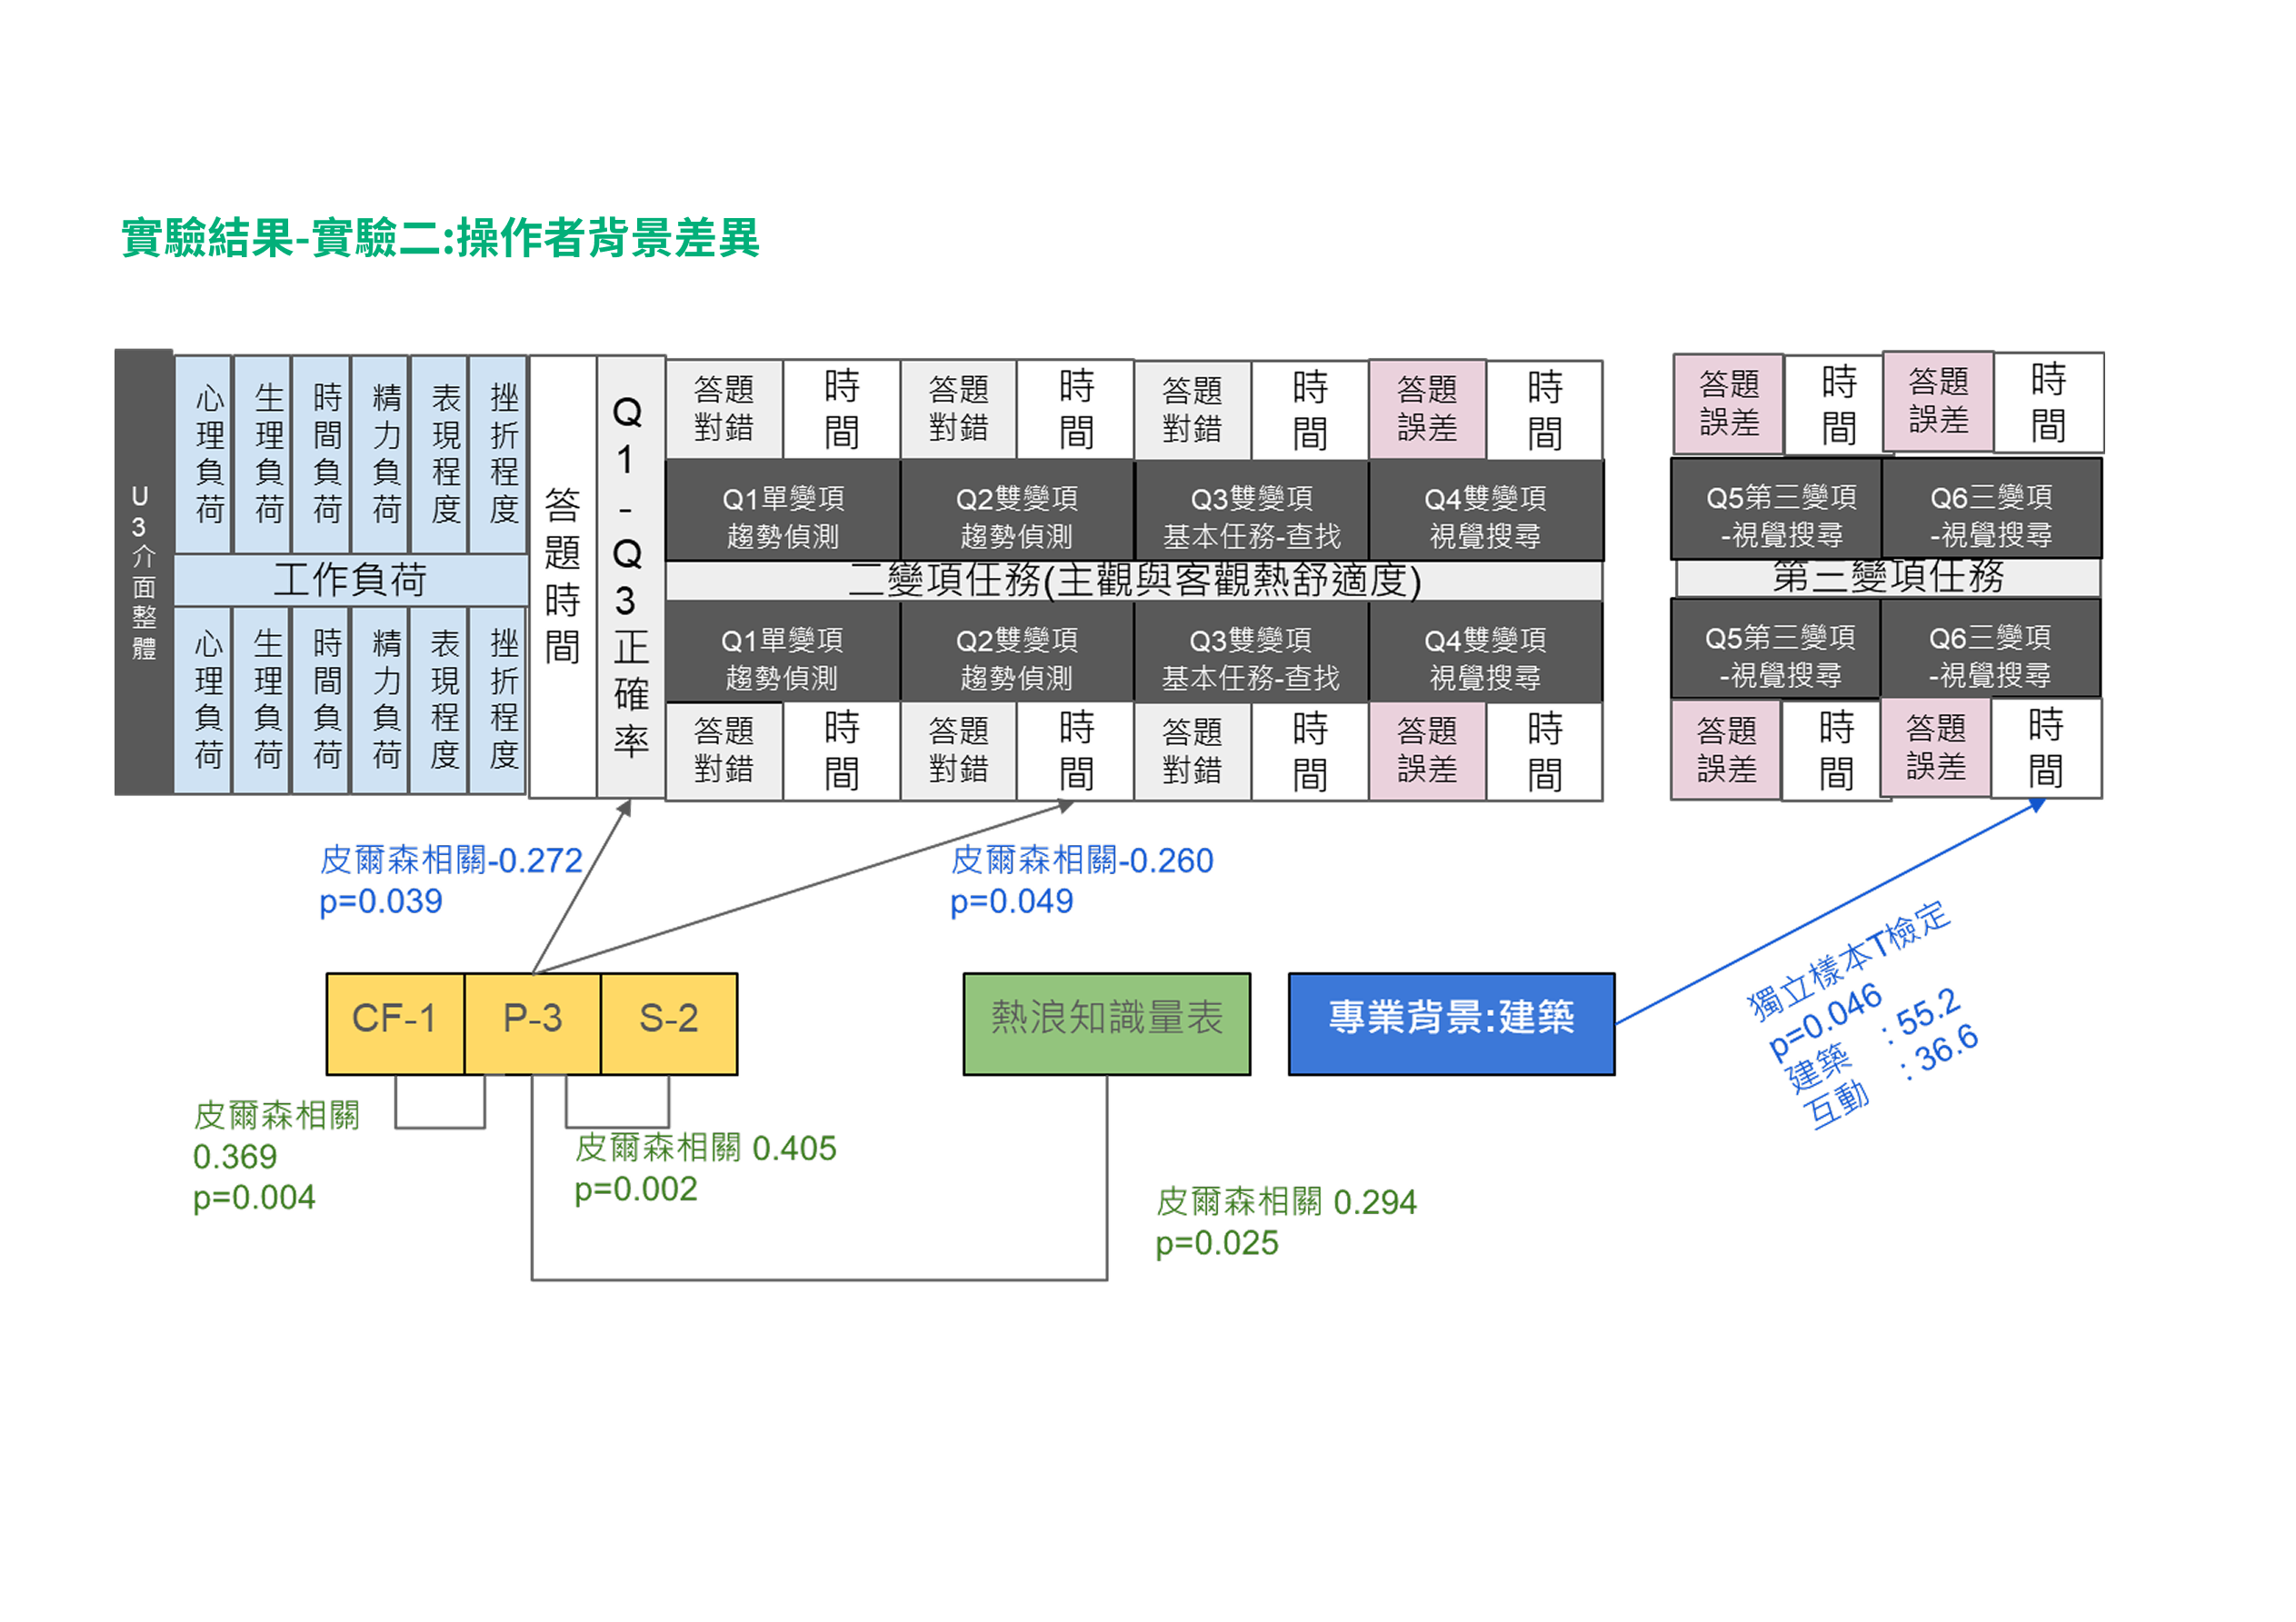 實驗結果-實驗二:操作者背景差異
U3介面整體
心理負荷
生理負荷
時間負荷
精力負荷
表現程度
挫折程度
工作負荷
心理負荷
生理負荷
時間負荷
精力負荷
表現程度
挫折程度
答題時間
Q1-Q3正確率
答題
對錯
時間
答題
對錯
時間
答題
對錯
時間
答題
誤差
時間
Q1單變項
趨勢偵測
Q2雙變項
趨勢偵測
Q3雙變項
基本任務-查找
Q4雙變項
視覺搜尋
二變項任務(主觀與客觀熱舒適度)
Q1單變項
趨勢偵測
Q2雙變項
趨勢偵測
Q3雙變項
基本任務-查找
Q4雙變項
視覺搜尋
答題
對錯
時間
答題
對錯
時間
答題
對錯
時間
答題
誤差
時間
答題
誤差
時間
答題
誤差
時間
Q5第三變項
-視覺搜尋
Q6三變項
-視覺搜尋
第三變項任務
Q5第三變項
-視覺搜尋
Q6三變項
-視覺搜尋
答題
誤差
時間
答題
誤差
時間
皮爾森相關-0.272
p=0.039
皮爾森相關-0.260
p=0.049
獨立樣本T檢定
p=0.046
建築 : 55.2
互動 : 36.6
CF-1
P-3
S-2
熱浪知識量表
專業背景:建築
皮爾森相關
0.369
p=0.004
皮爾森相關 0.405
p=0.002
皮爾森相關 0.294
p=0.025